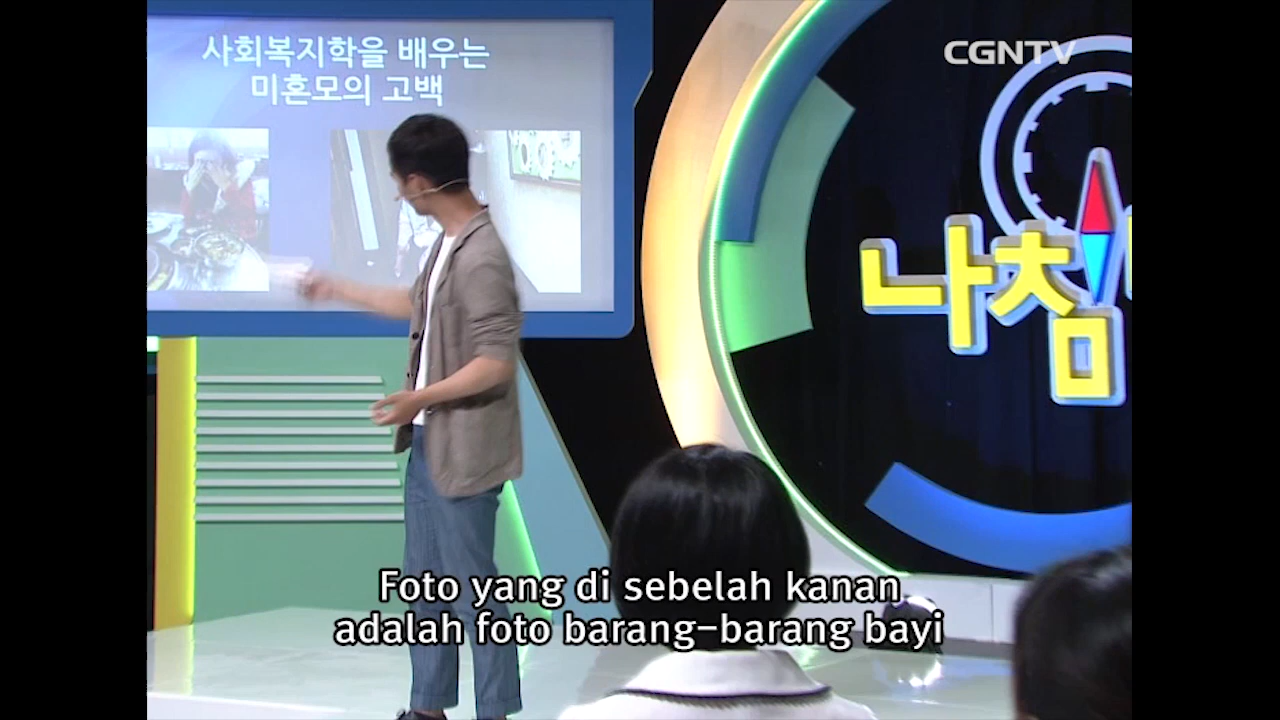 사회복지학을 배우는
미혼모의 고백
CGNTV
나침
Foto yang di sebelah kanan
adalah foto barang-barang bayi